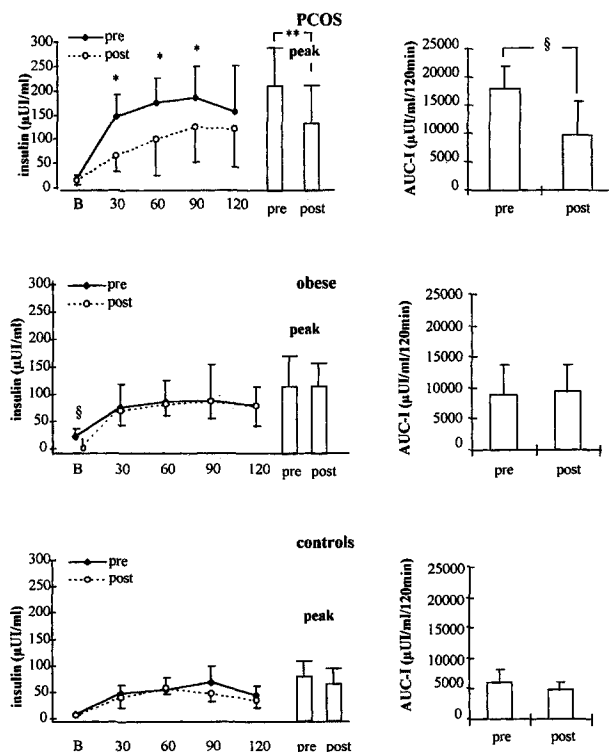 PCOS
insulin (µUI/ml)
300
250
200
150
100
50
0
pre
post
*
*
*
**
peak
B 30 60 90 120 pre post
AUC-I (µUI/ml/120min)
25000
20000
15000
10000
5000
0
§
pre post
obese
insulin (µUI/ml)
300
250
200
150
100
50
0
pre
post
peak
§
B 30 60 90 120 pre post
AUC-I (µUI/ml/120min)
25000
20000
15000
10000
5000
0
pre post
controls
insulin (µUI/ml)
300
250
200
150
100
50
0
pre
post
peak
B 30 60 90 120 pre post
AUC-I (µUI/ml/120min)
25000
20000
15000
10000
5000
0
pre post